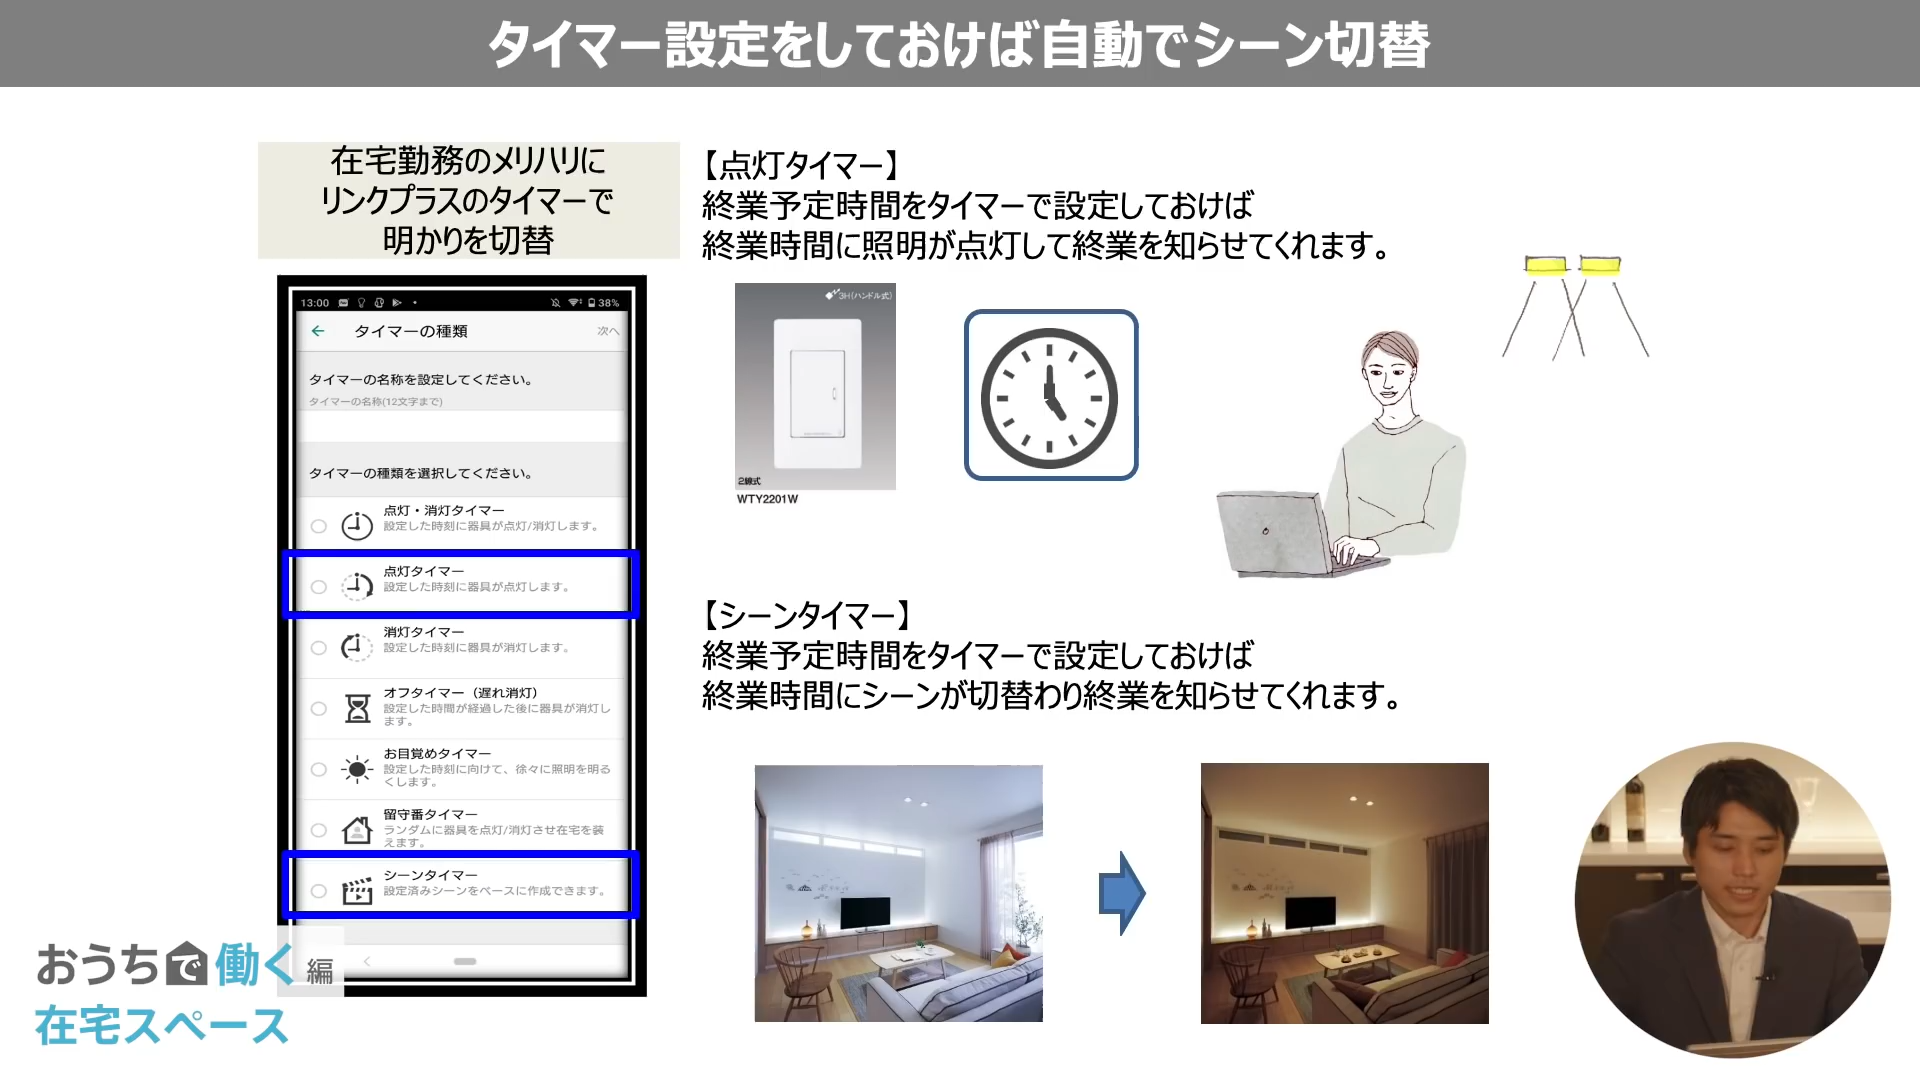 タイマー設定をしておけば自動でシーン切替
在宅勤務のメリハリに
リンクプラスのタイマーで
明かりを切替
13:00
38%
タイマーの種類
次へ
タイマーの名称を設定してください。
タイマーの名称(12文字まで)
タイマーの種類を選択してください。
点灯・消灯タイマー
設定した時刻に器具が点灯/消灯します。
点灯タイマー
設定した時刻に器具が点灯します。
消灯タイマー
設定した時刻に器具が消灯します。
オフタイマー（遅れ消灯）
設定した時間が経過した後に器具が消灯し
ます。
お目覚めタイマー
設定した時刻に向けて、徐々に照明を明る
くします。
留守番タイマー
ランダムに器具を点灯/消灯させ在宅を装
えます。
シーンタイマー
設定済みシーンをベースに作成できます。
【点灯タイマー】
終業予定時間をタイマーで設定しておけば
終業時間に照明が点灯して終業を知らせてくれます。
3H(ハンドル式)
2線式
WTY2201W
【シーンタイマー】
終業予定時間をタイマーで設定しておけば
終業時間にシーンが切替わり終業を知らせてくれます。
おうちで働く編
在宅スペース